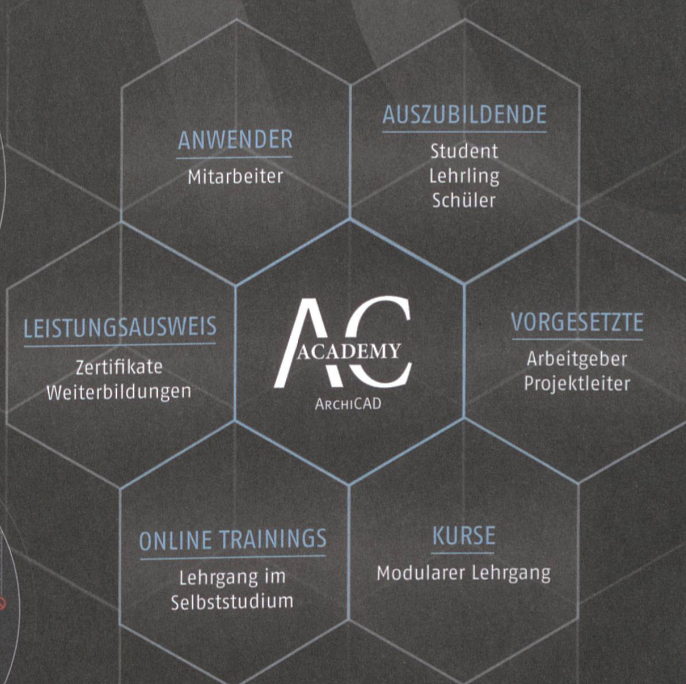 ANWENDER
Mitarbeiter
AUSZUBILDENDE
Student
Lehrling
Schüler
LEISTUNGSAUSWEIS
Zertifikate
Weiterbildungen
AC
ACADEMY
ARCHICAD
VORGESETZTE
Arbeitgeber
Projektleiter
ONLINE TRAININGS
Lehrgang im
Selbststudium
KURSE
Modularer Lehrgang